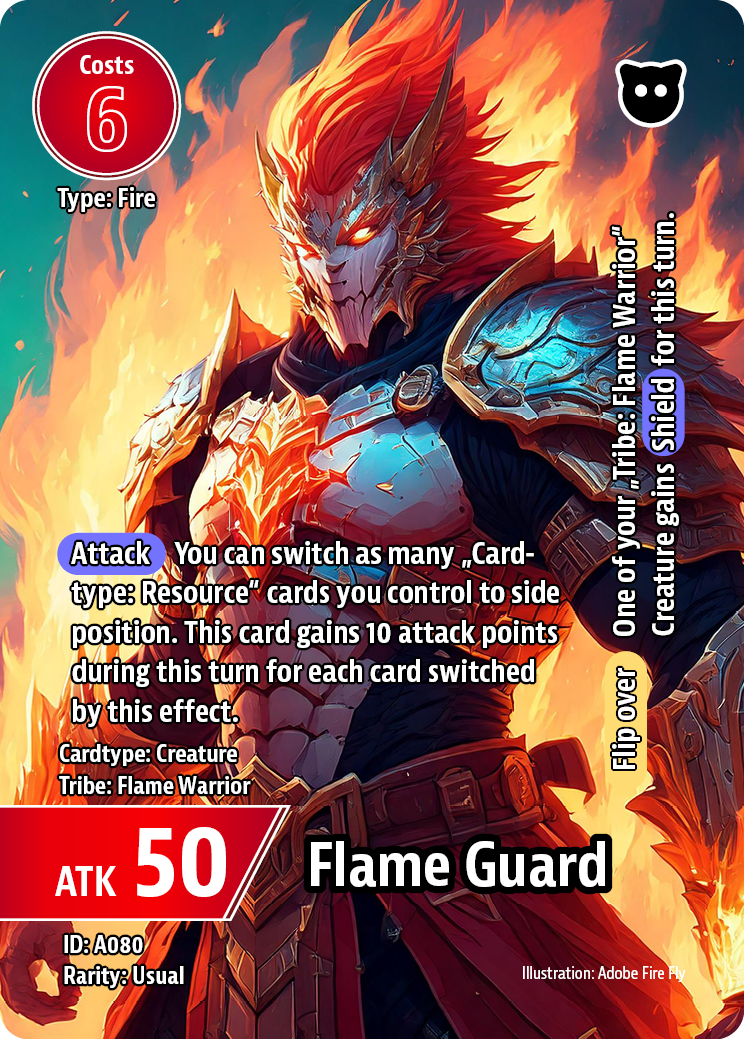 Costs
6
Type: Fire
One of your „Tribe: Flame Warrior“
Creature gains Shield for this turn.
Flip over
Attack You can switch as many „Card-
type: Resource“ cards you control to side
position. This card gains 10 attack points
during this turn for each card switched
by this effect.
Cardtype: Creature
Tribe: Flame Warrior
ATK 50
Flame Guard
ID: A080
Rarity: Usual
Illustration: Adobe Fire Fly